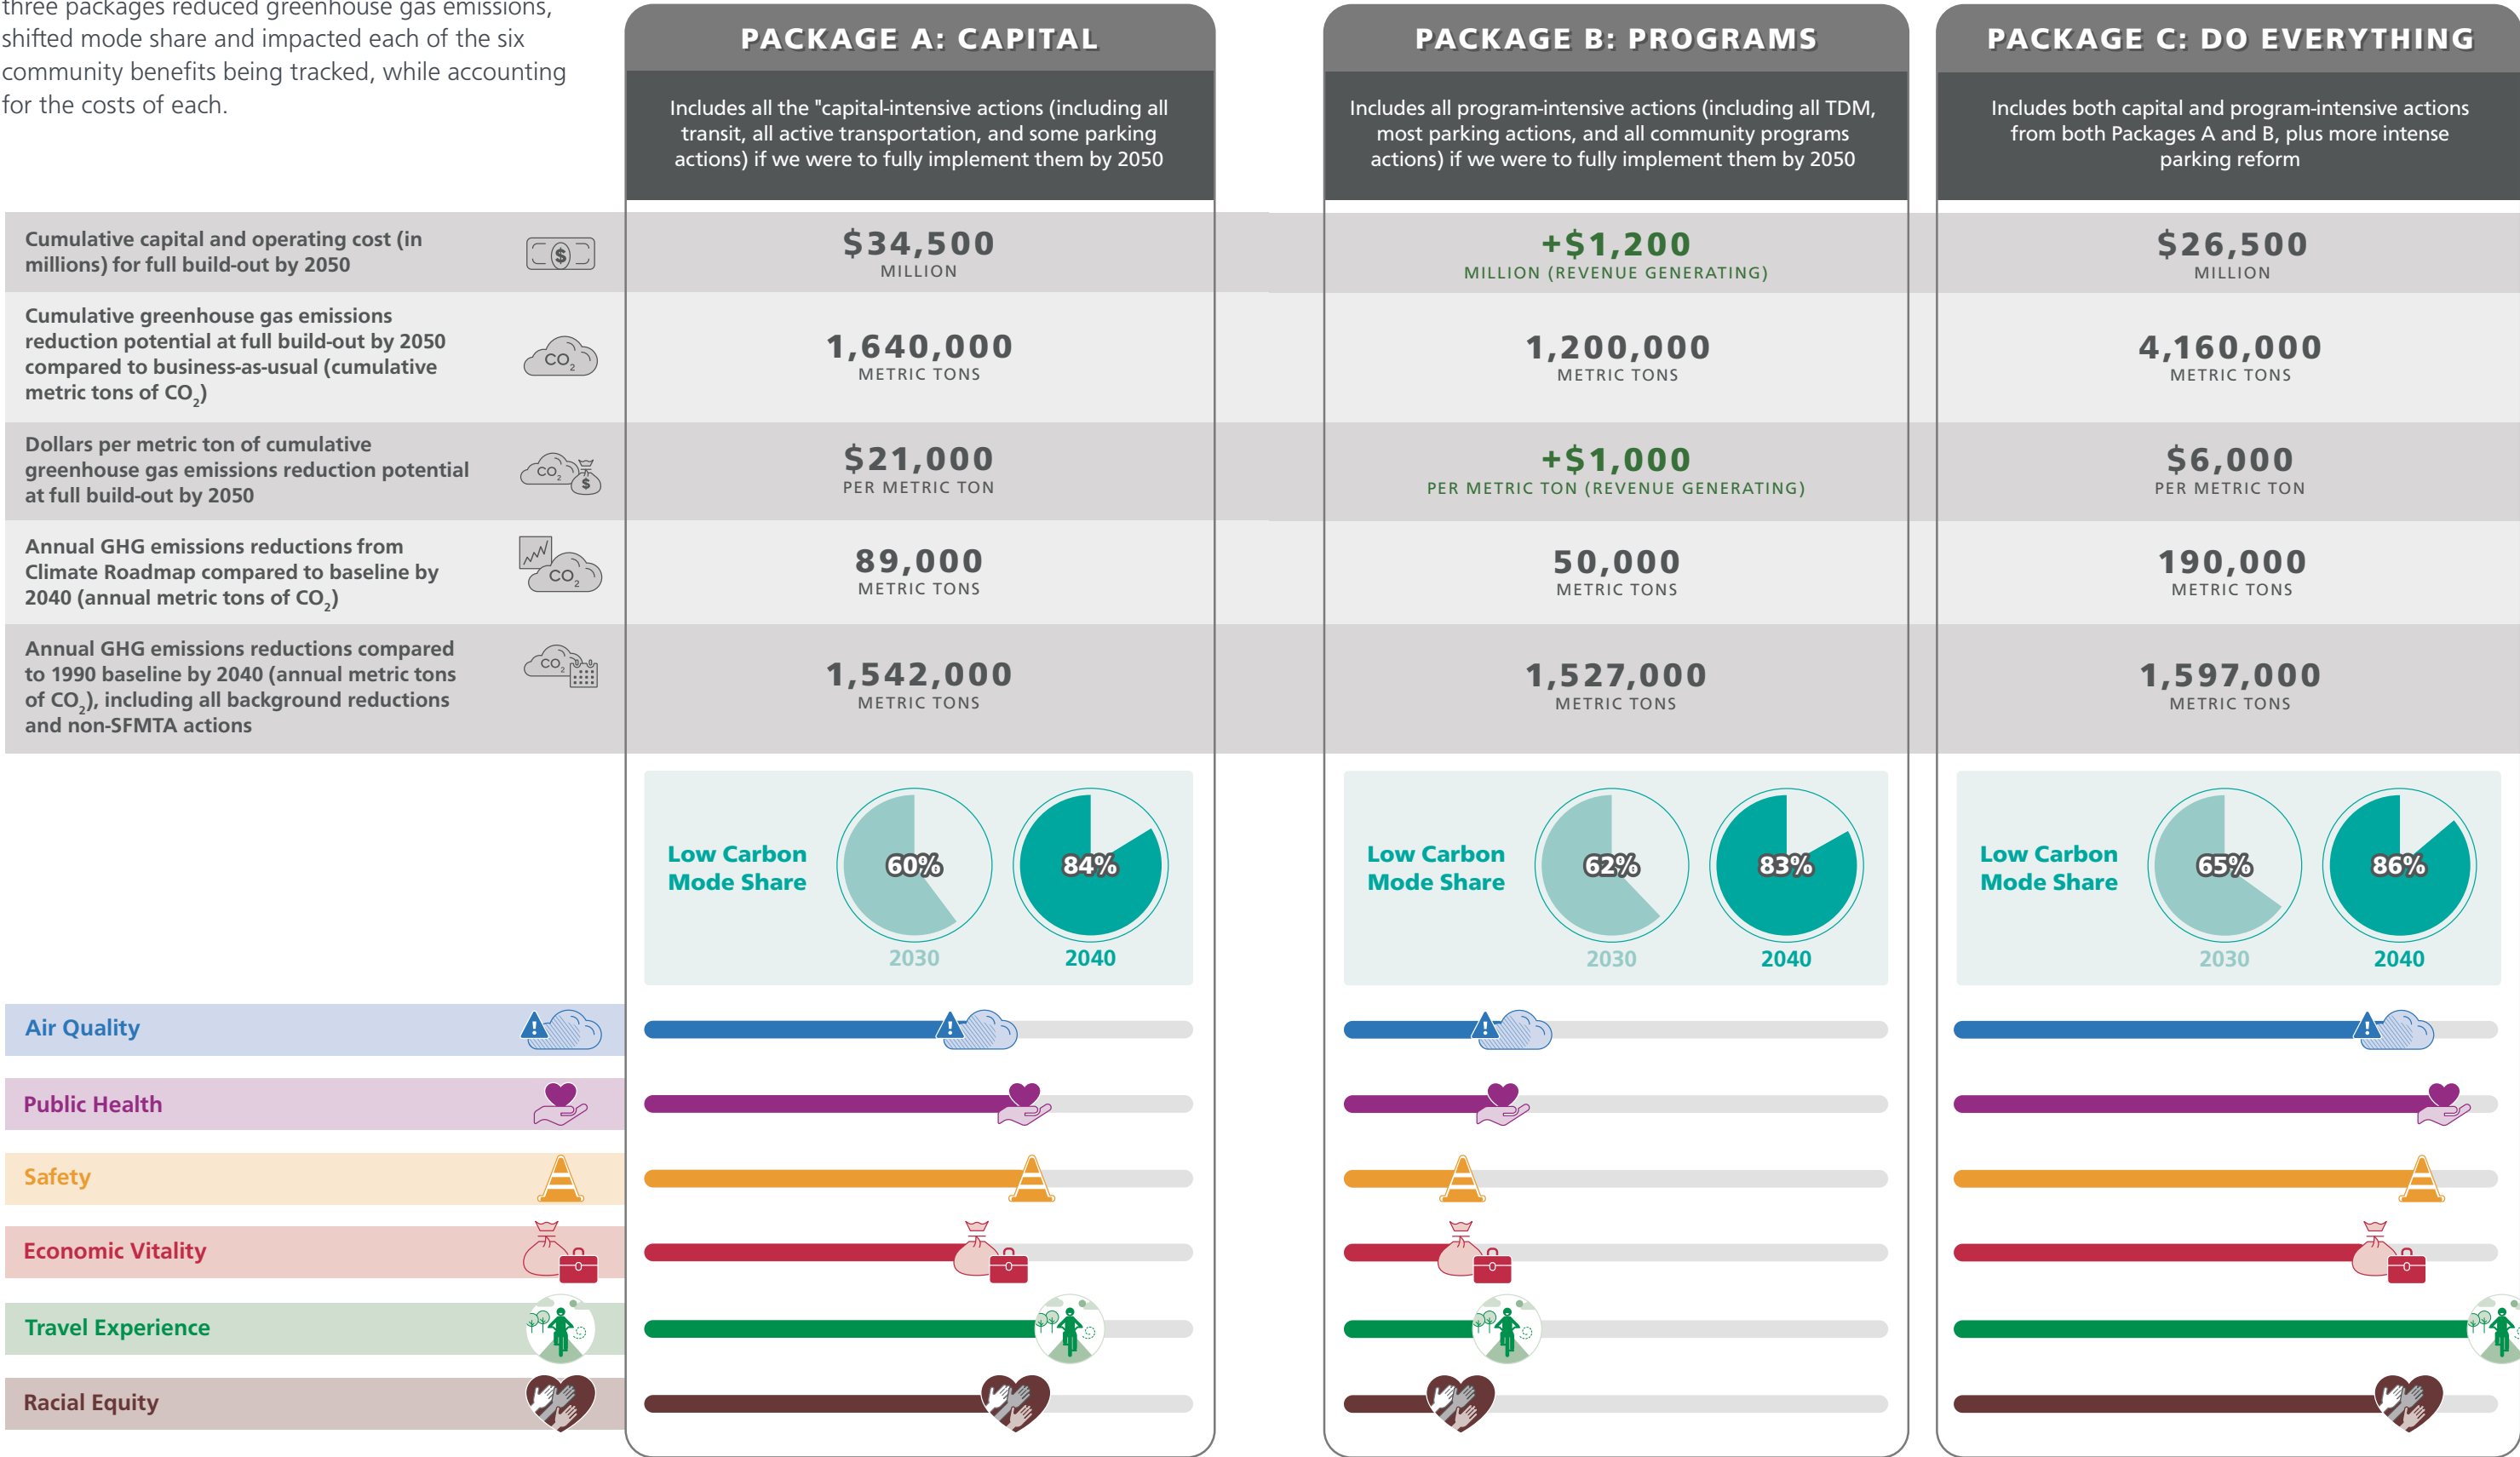 three packages reduced greenhouse gas emissions,
shifted mode share and impacted each of the six
community benefits being tracked, while accounting
for the costs of each.
PACKAGE A: CAPITAL
Includes all the "capital-intensive actions (including all
transit, all active transportation, and some parking
actions) if we were to fully implement them by 2050
PACKAGE B: PROGRAMS
Includes all program-intensive actions (including all TDM,
most parking actions, and all community programs
actions) if we were to fully implement them by 2050
PACKAGE C: DO EVERYTHING
Includes both capital and program-intensive actions
from both Packages A and B, plus more intense
parking reform
Cumulative capital and operating cost (in
millions) for full build-out by 2050
$
$34,500
MILLION
+$1,200
MILLION (REVENUE GENERATING)
$26,500
MILLION
Cumulative greenhouse gas emissions
reduction potential at full build-out by 2050
compared to business-as-usual (cumulative
metric tons of CO2)
CO2
1,640,000
METRIC TONS
1,200,000
METRIC TONS
4,160,000
METRIC TONS
Dollars per metric ton of cumulative
greenhouse gas emissions reduction potential
at full build-out by 2050
CO2
$
$21,000
PER METRIC TON
+$1,000
PER METRIC TON (REVENUE GENERATING)
$6,000
PER METRIC TON
Annual GHG emissions reductions from
Climate Roadmap compared to baseline by
2040 (annual metric tons of CO2)
CO2
89,000
METRIC TONS
50,000
METRIC TONS
190,000
METRIC TONS
Annual GHG emissions reductions compared
to 1990 baseline by 2040 (annual metric tons
of CO2), including all background reductions
and non-SFMTA actions
CO2
1,542,000
METRIC TONS
1,527,000
METRIC TONS
1,597,000
METRIC TONS
Low Carbon
Mode Share
60%
2030
84%
2040
Low Carbon
Mode Share
62%
2030
83%
2040
Low Carbon
Mode Share
65%
2030
86%
2040
Air Quality
Public Health
Safety
Economic Vitality
Travel Experience
Racial Equity